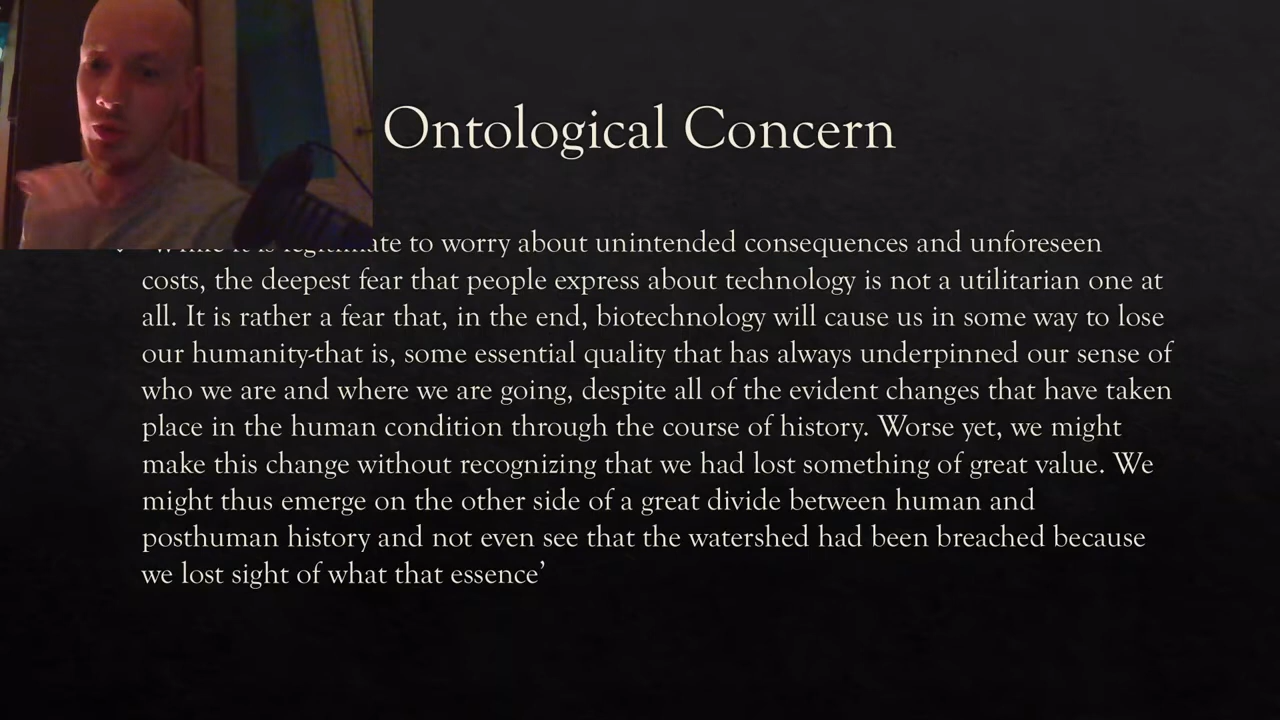 Ontological Concern
to worry about unintended consequences and unforeseen
costs, the deepest fear that people express about technology is not a utilitarian one at
all. It is rather a fear that, in the end, biotechnology will cause us in some way to lose
our humanity-that is, some essential quality that has always underpinned our sense of
who we are and where we are going, despite all of the evident changes that have taken
place in the human condition through the course of history. Worse yet, we might
make this change without recognizing that we had lost something of great value. We
might thus emerge on the other side of a great divide between human and
posthuman history and not even see that the watershed had been breached because
we lost sight of what that essence’